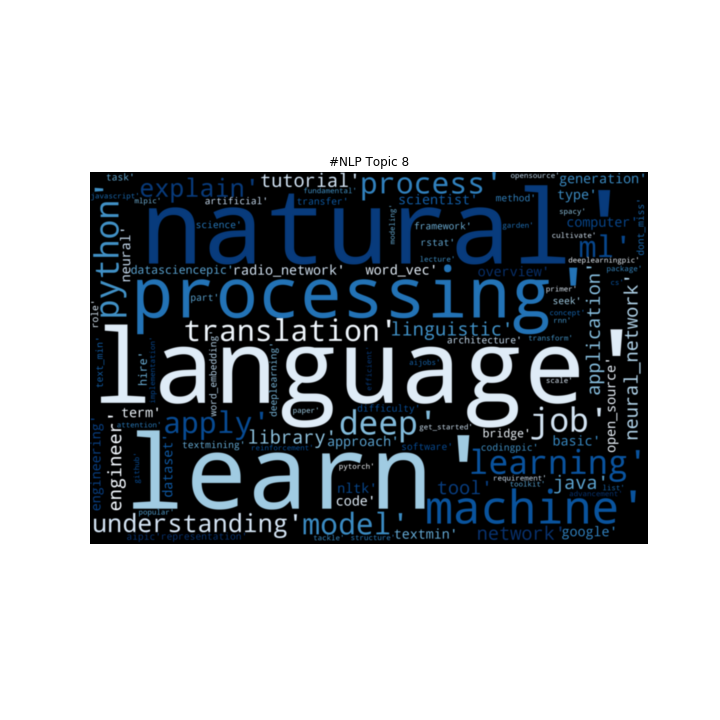 #NLP Topic 8
task'
explain'
tutorial'
process'
opensource'
generation'
javascript'
mlpic'
artificial'
fundamental'
transfer'
scientist'
method'
type'
python'
natural'
science'
modeling'
framework'
spacy'
garden'
computer'
dont_miss'
neural'
rstat'
cultivate'
ml'
lecture'
deeplearningpic'
datasciencepic'
radio_network'
word_vec'
overview'
package'
processing'
part'
primer'
seek'
cs'
role'
translation'
linguistic'
concept'
rnn'
application'
neural_network'
language'
architecture'
transform'
text_min'
hire'
implementation'
word_embedding'
deeplearning'
efficient'
aijobs'
scale'
open_source'
term'
attention'
apply'
paper'
difficulty'
deep'
get_started'
job'
bridge'
engineering'
engineer'
learn'
textmining'
library'
approach'
reinforcement'
software'
codingpic'
basic'
github'
dataset'
pytorch'
learning'
requirement'
toolkit'
java'
list'
nltk'
code'
tool'
machine'
advancement'
popular'
understanding'
model'
textmin'
network'
google'
aipic'
representation'
tackle'
structure'